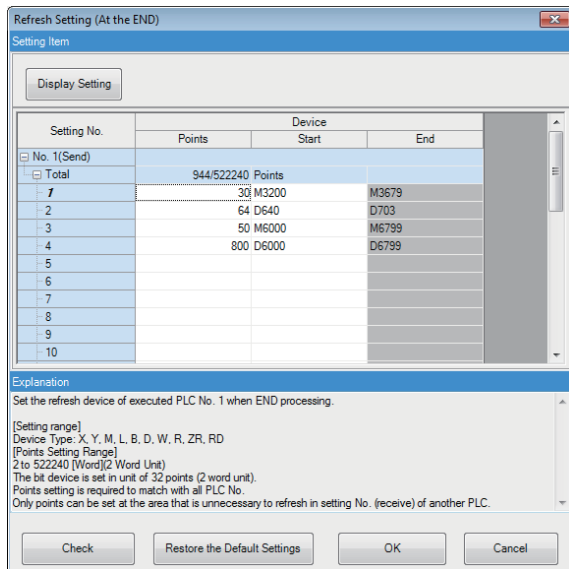 Refresh Setting (At the END)
Setting Item
Display Setting
Setting No. Device
Points Start End
No. 1(Send)
Total 944/522240 Points
1 30 M3200 M3679
2 64 D640 D703
3 50 M6000 M6799
4 800 D6000 D6799
5
6
7
8
9
10
Explanation
Set the refresh device of executed PLC No. 1 when END processing.
[Setting range]
Device Type: X, Y, M, L, B, D, W, R, ZR, RD
[Points Setting Range]
2 to 522240 [Word](2 Word Unit)
The bit device is set in unit of 32 points (2 word unit).
Points setting is required to match with all PLC No.
Only points can be set at the area that is unnecessary to refresh in setting No. (receive) of another PLC.
Check Restore the Default Settings OK Cancel